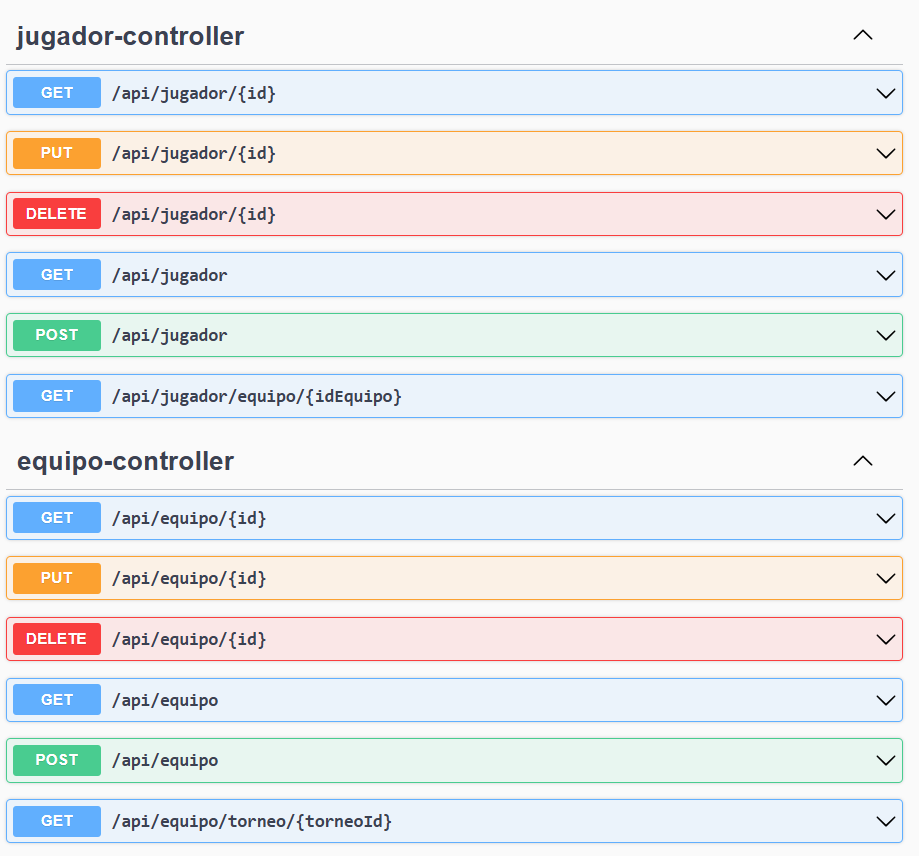 jugador-controller
GET /api/jugador/{id}
PUT /api/jugador/{id}
DELETE /api/jugador/{id}
GET /api/jugador
POST /api/jugador
GET /api/jugador/equipo/{idEquipo}
equipo-controller
GET /api/equipo/{id}
PUT /api/equipo/{id}
DELETE /api/equipo/{id}
GET /api/equipo
POST /api/equipo
GET /api/equipo/torneo/{torneoId}